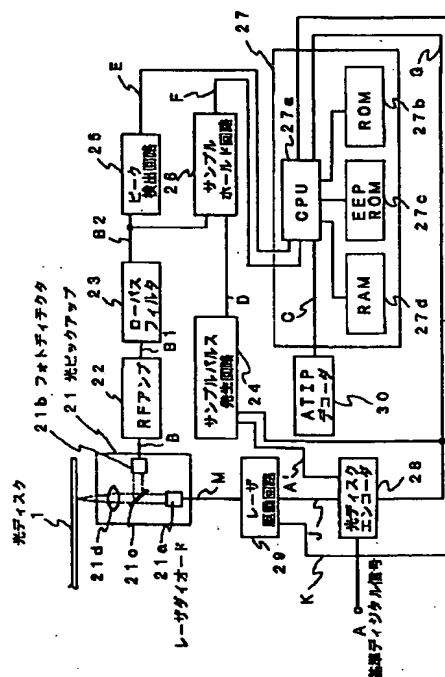 光ディスク
1
21b フォトディテクタ
21 光ピックアップ
21d
21c
21a
レーザダイオード
B
22
RFアンプ
B1
23
ローパス
フィルタ
B2
25
ピーク
検出回路
E
26
サンプル
ホールド回路
F
24
サンプルパルス
発生回路
D
M
29
レーザ
駆動回路
A'
J
K
28
光ディスク
エンコーダ
A
基準ディジタル信号
30
ATIP
デコーダ
C
27
27a
CPU
G
ROM
27b
EEP
ROM
27c
RAM
27d